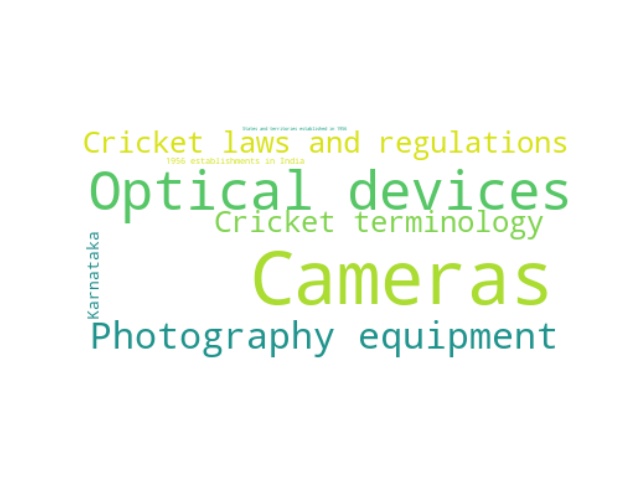 States and territories established in 1956
Cricket laws and regulations
1956 establishments in India
Optical devices
Cricket terminology
Karnataka
Cameras
Photography equipment